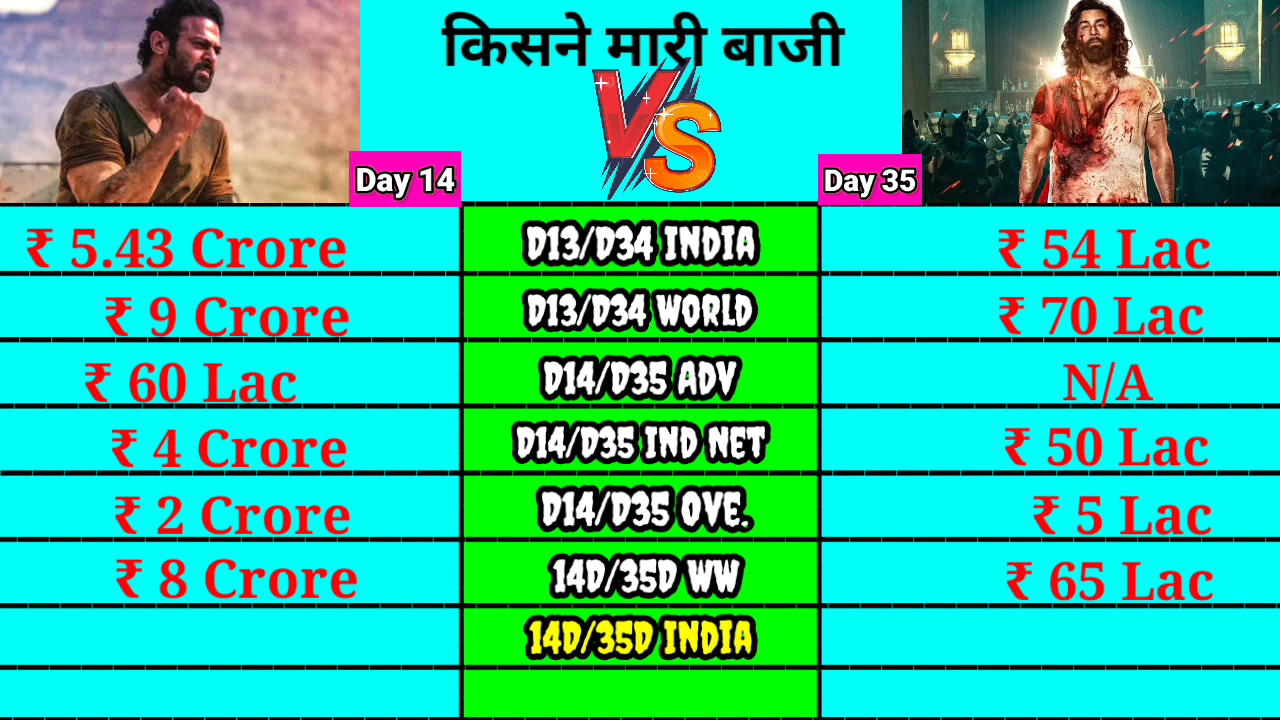 किसने मारी बाजी
VS
Day 14
Day 35
₹ 5.43 Crore D13/D34 INDIA ₹ 54 Lac
₹ 9 Crore D13/D34 WORLD ₹ 70 Lac
₹ 60 Lac D14/D35 ADV N/A
₹ 4 Crore D14/D35 IND NET ₹ 50 Lac
₹ 2 Crore D14/D35 OVE. ₹ 5 Lac
₹ 8 Crore 14D/35D WW ₹ 65 Lac
14D/35D INDIA